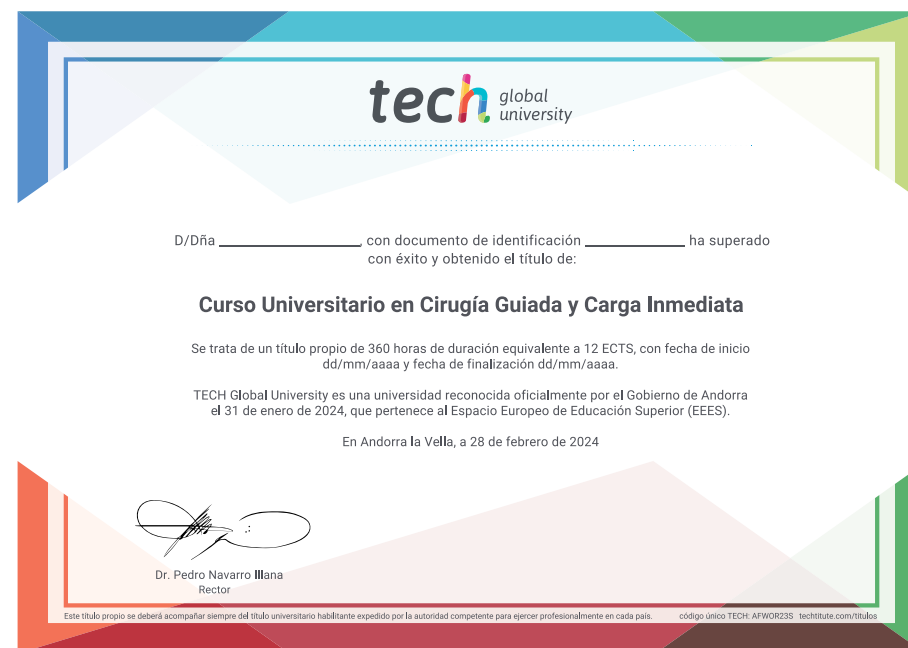 tech global university
D/Dña ____________________, con documento de identificación ______________ ha superado
con éxito y obtenido el título de:
Curso Universitario en Cirugía Guiada y Carga Inmediata
Se trata de un título propio de 360 horas de duración equivalente a 12 ECTS, con fecha de inicio
dd/mm/aaaa y fecha de finalización dd/mm/aaaa.
TECH Global University es una universidad reconocida oficialmente por el Gobierno de Andorra
el 31 de enero de 2024, que pertenece al Espacio Europeo de Educación Superior (EEES).
En Andorra la Vella, a 28 de febrero de 2024
Dr. Pedro Navarro Illana
Rector
Este título propio se deberá acompañar siempre del título universitario habilitante expedido por la autoridad competente para ejercer profesionalmente en cada país. código único TECH: AFWOR23S techtitute.com/titulos